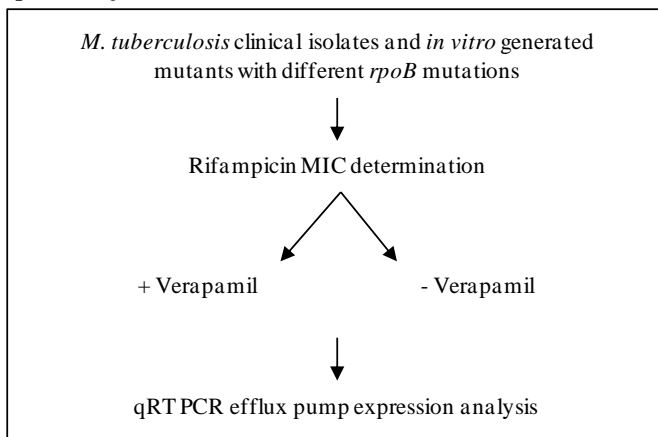 M. tuberculosis clinical isolates and in vitro generated
mutants with different rpoB mutations
Rifampicin MIC determination
+ Verapamil - Verapamil
qRT PCR efflux pump expression analysis